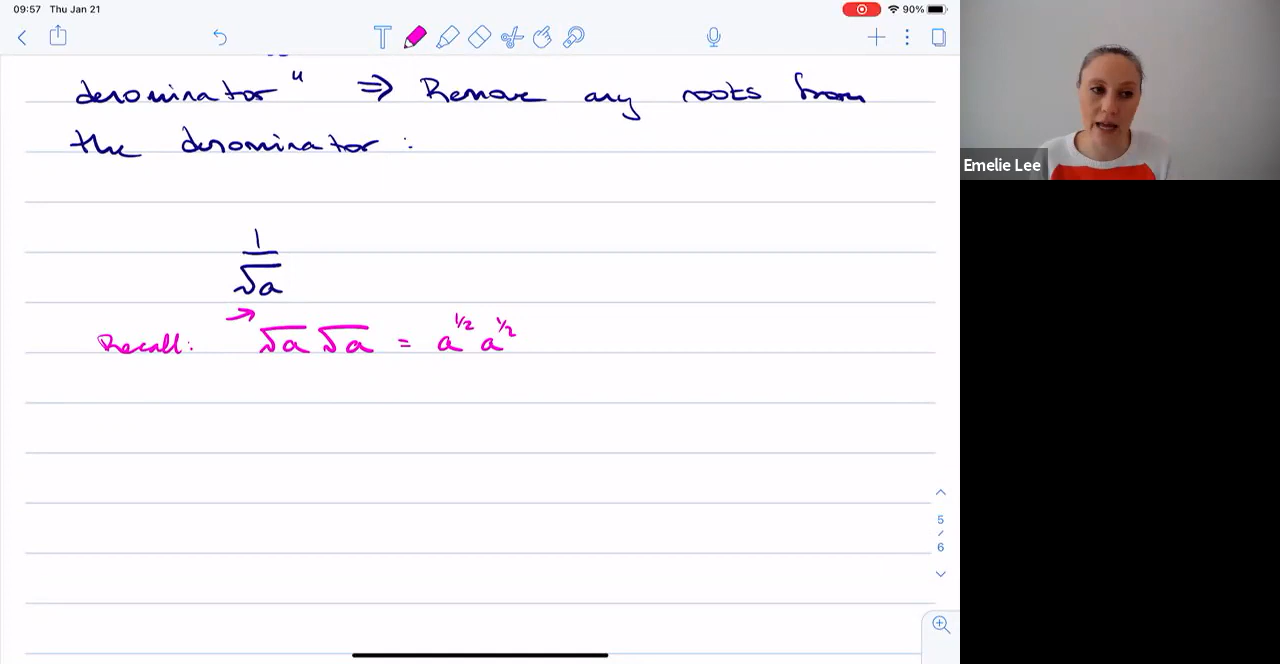 09:57 Thu Jan 21
90%
T
denominator" ⇒ Remove any roots from
the denominator :
1
√a
→
Recall: √a √a = a^1/2 a^1/2
Emelie Lee
5
/
6